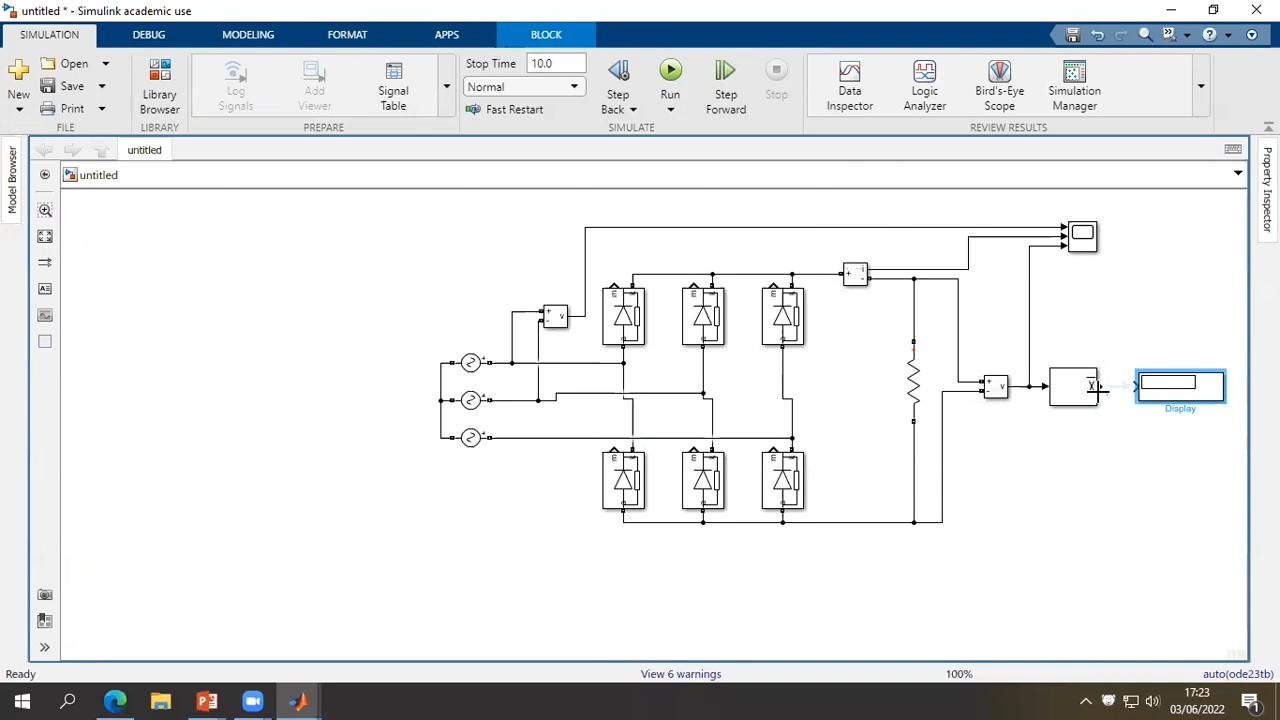 untitled * - Simulink academic use
SIMULATION DEBUG MODELING FORMAT APPS BLOCK
New
Open
Save
Print
FILE
Library
Browser
LIBRARY
Log
Signals
Add
Viewer
Signal
Table
PREPARE
Stop Time 10.0
Normal
Fast Restart
Step
Back
Run
Step
Forward
Stop
SIMULATE
Data
Inspector
Logic
Analyzer
Bird's-Eye
Scope
Simulation
Manager
REVIEW RESULTS
Model Browser
untitled
untitled
Property Inspector
+
-
v
m
k
a
m
k
a
m
k
a
+
i
-
m
k
a
m
k
a
m
k
a
+
-
v
X
Display
Ready
View 6 warnings
100%
auto(ode23tb)
17:23
03/06/2022
1